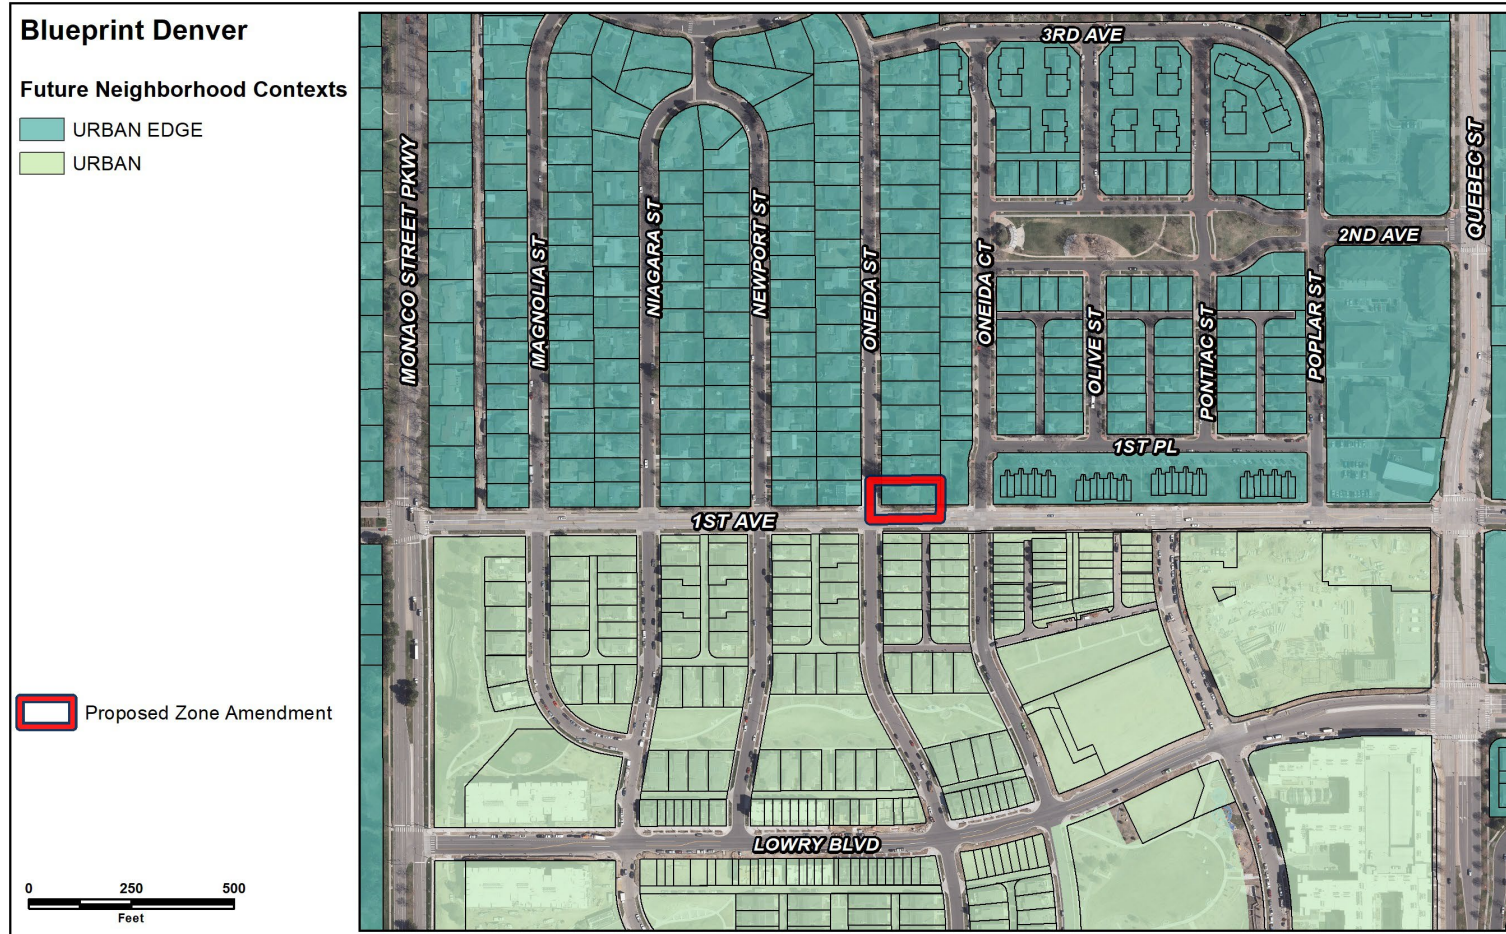 Blueprint Denver
Future Neighborhood Contexts
URBAN EDGE
URBAN
Proposed Zone Amendment
0 250 500
Feet
3RD AVE
MONACO STREET PKWY
MAGNOLIA ST
NIAGARA ST
NEWPORT ST
ONEIDA ST
ONEIDA CT
OLIVE ST
PONTIAC ST
POPLAR ST
QUEBEC ST
2ND AVE
1ST PL
1ST AVE
LOWRY BLVD